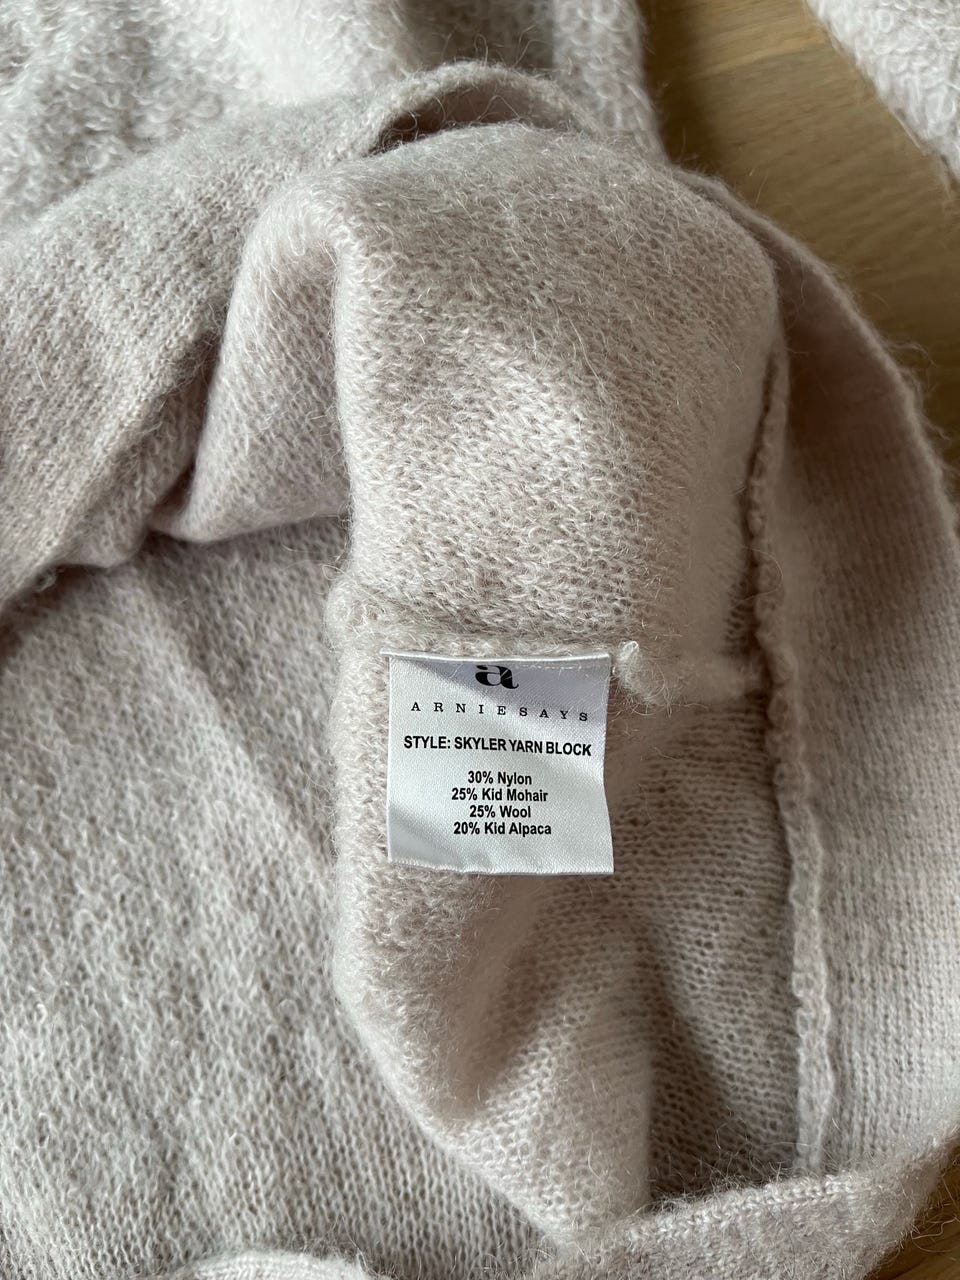 a
ARNIESAYS
STYLE: SKYLER YARN BLOCK
30% Nylon
25% Kid Mohair
25% Wool
20% Kid Alpaca